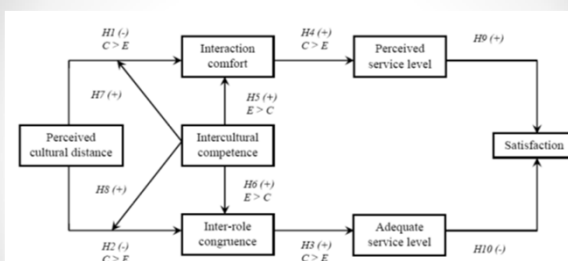 H1 (-)
C > E
Interaction
comfort
H4 (+)
C > E
Perceived
service level
H9 (+)
H7 (+)
H5 (+)
E > C
Perceived
cultural distance
Intercultural
competence
Satisfaction
H8 (+)
H6 (+)
E > C
H2 (-)
C > E
Inter-role
congruence
H3 (+)
C > E
Adequate
service level
H10 (-)